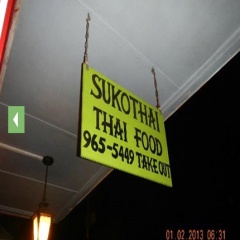 SUKOTHAI
THAI FOOD
965-5449 TAKE OUT
01/02/2013 06:31